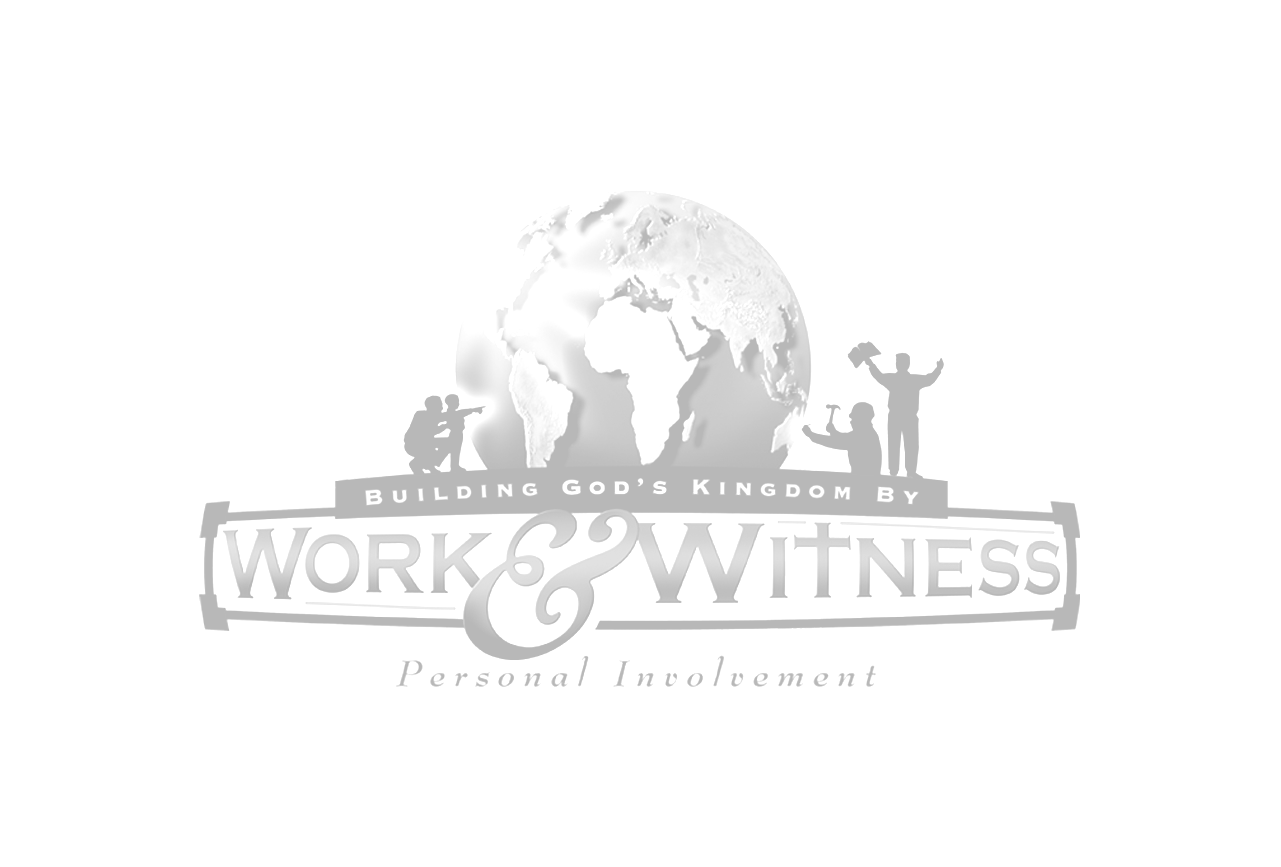 BUILDING GOD'S KINGDOM BY
WORK & WITNESS
Personal Involvement